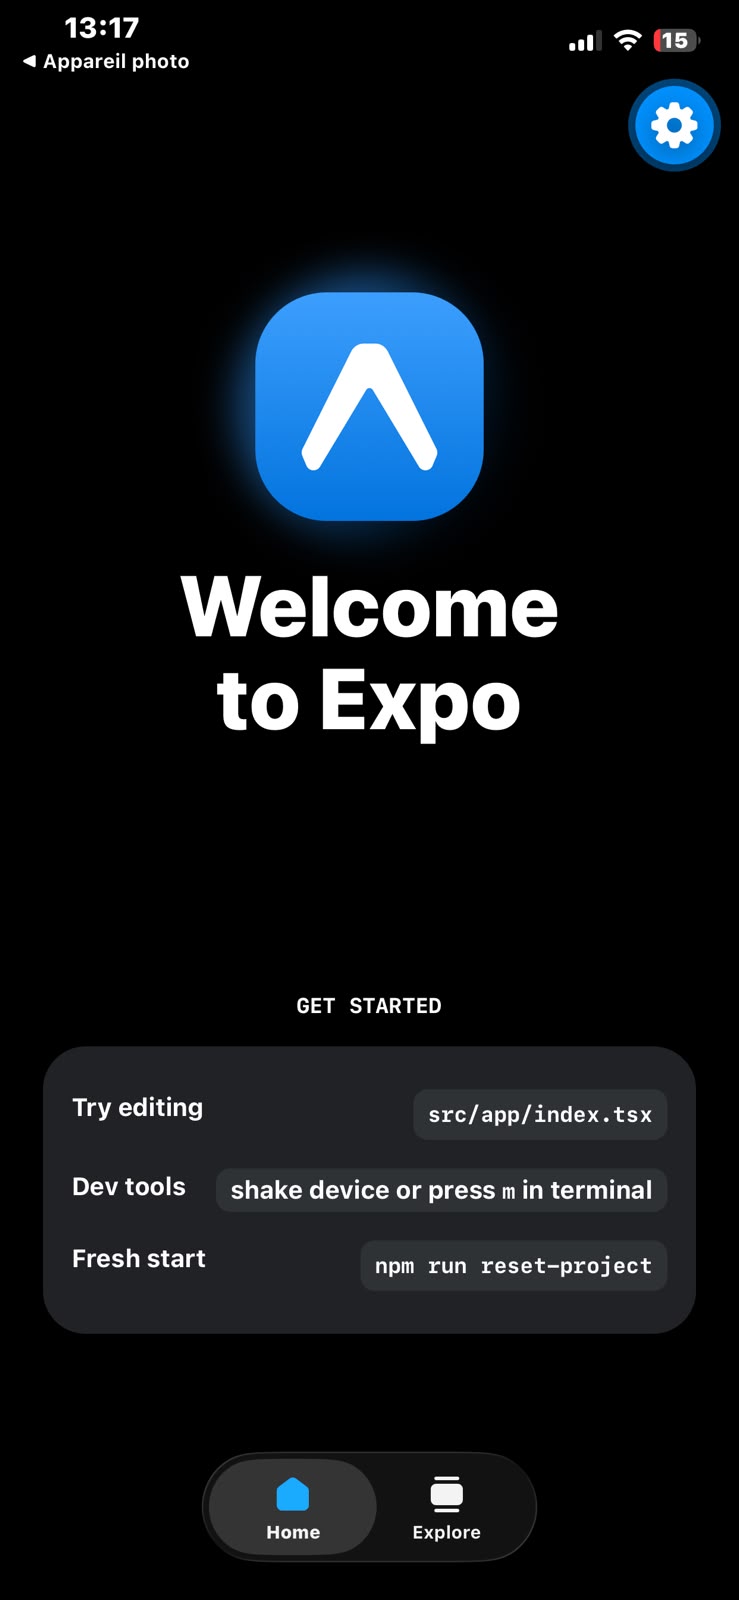 13:17
15
◀ Appareil photo
Welcome
to Expo
GET STARTED
Try editing
src/app/index.tsx
Dev tools
shake device or press m in terminal
Fresh start
npm run reset-project
Home
Explore